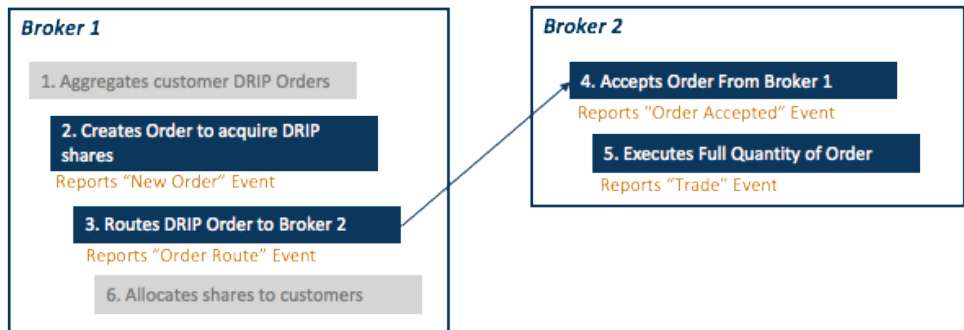 Broker 1
1. Aggregates customer DRIP Orders
2. Creates Order to acquire DRIP
shares
Reports "New Order" Event
3. Routes DRIP Order to Broker 2
Reports "Order Route" Event
6. Allocates shares to customers
Broker 2
4. Accepts Order From Broker 1
Reports "Order Accepted" Event
5. Executes Full Quantity of Order
Reports "Trade" Event